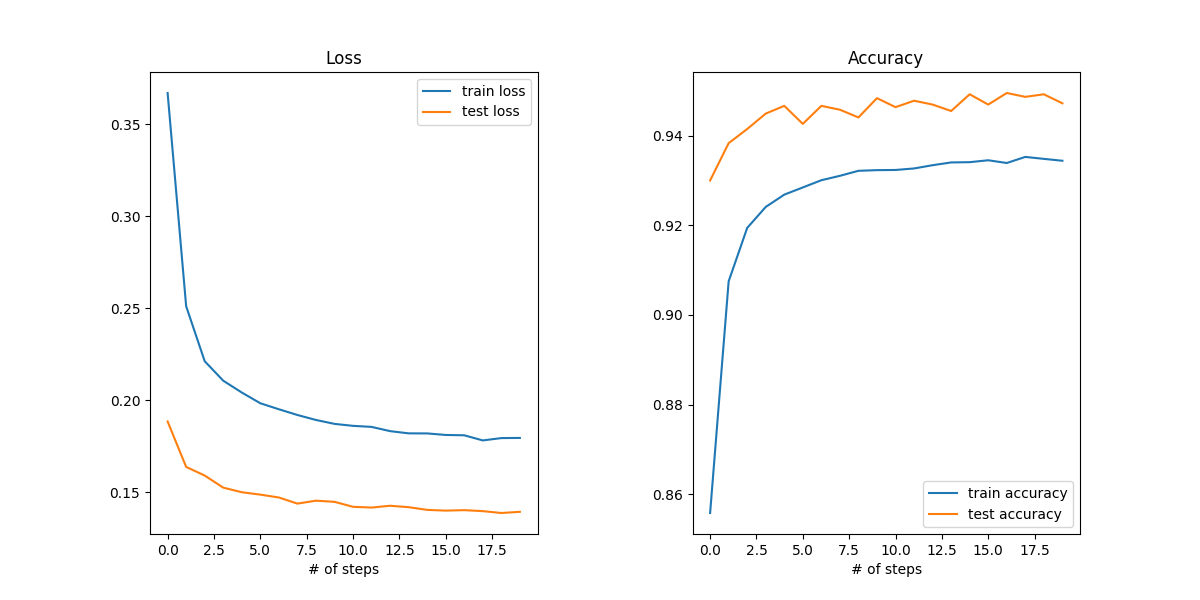 Loss
train loss
test loss
0.35
0.30
0.25
0.20
0.15
0.0 2.5 5.0 7.5 10.0 12.5 15.0 17.5
# of steps
Accuracy
0.94
0.92
0.90
0.88
0.86
train accuracy
test accuracy
0.0 2.5 5.0 7.5 10.0 12.5 15.0 17.5
# of steps